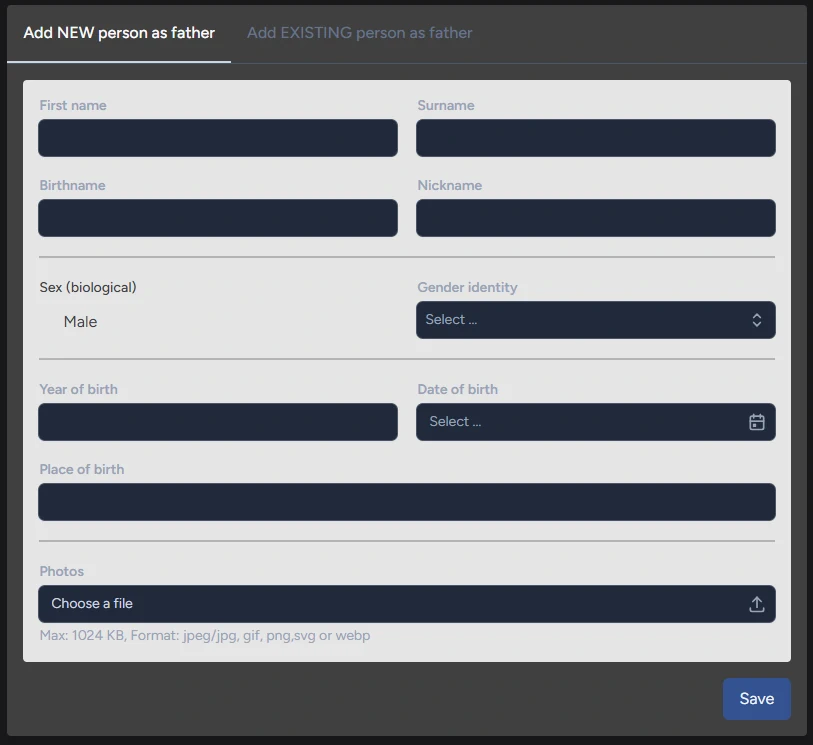 Add NEW person as father Add EXISTING person as father
First name Surname
Birthname Nickname
Sex (biological) Gender identity
Male Select ...
Year of birth Date of birth
Select ...
Place of birth
Photos
Choose a file
Max: 1024 KB, Format: jpeg/jpg, gif, png,svg or webp
Save